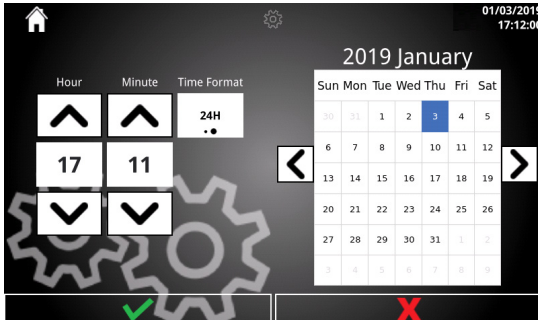 01/03/2019
17:12:00
2019 January
Hour Minute Time Format
24H
17 11
Sun Mon Tue Wed Thu Fri Sat
30 31 1 2 3 4 5
6 7 8 9 10 11 12
13 14 15 16 17 18 19
20 21 22 23 24 25 26
27 28 29 30 31 1 2
3 4 5 6 7 8 9